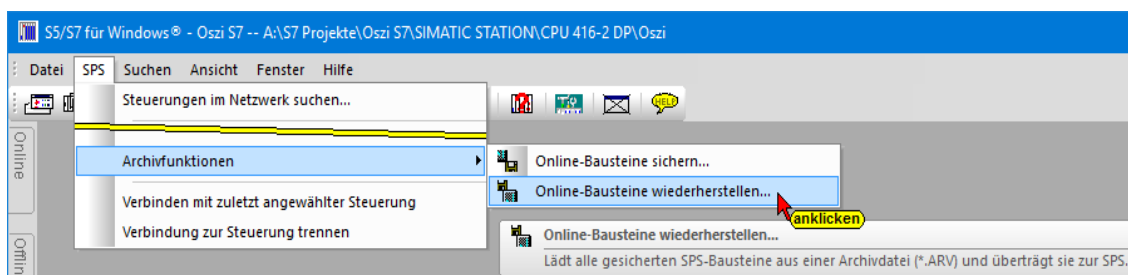 S5/S7 für Windows® - Oszi S7 -- A:\S7 Projekte\Oszi S7\SIMATIC STATION\CPU 416-2 DP\Oszi
Datei SPS Suchen Ansicht Fenster Hilfe
Steuerungen im Netzwerk suchen...
HELP
Online
Archivfunktionen
Online-Bausteine sichern...
Online-Bausteine wiederherstellen...
anklicken
Verbinden mit zuletzt angewählter Steuerung
Verbindung zur Steuerung trennen
Offlin
Online-Bausteine wiederherstellen...
Lädt alle gesicherten SPS-Bausteine aus einer Archivdatei (*.ARV) und überträgt sie zur SPS.